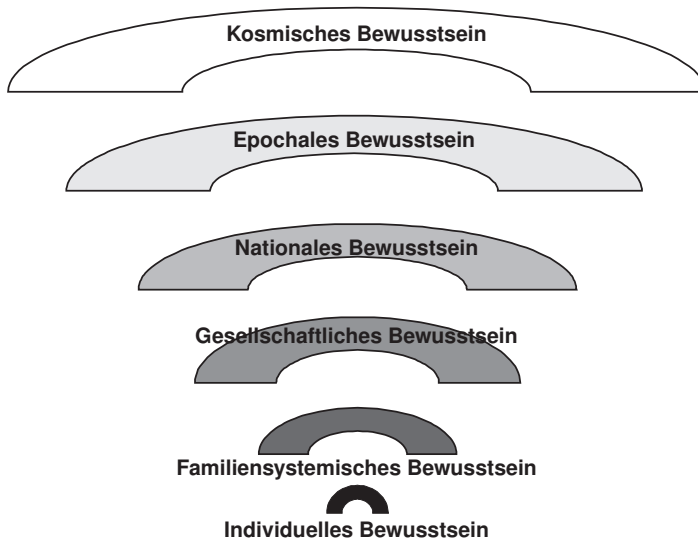 Kosmisches Bewusstsein
Epochales Bewusstsein
Nationales Bewusstsein
Gesellschaftliches Bewusstsein
Familiensystemisches Bewusstsein
Individuelles Bewusstsein